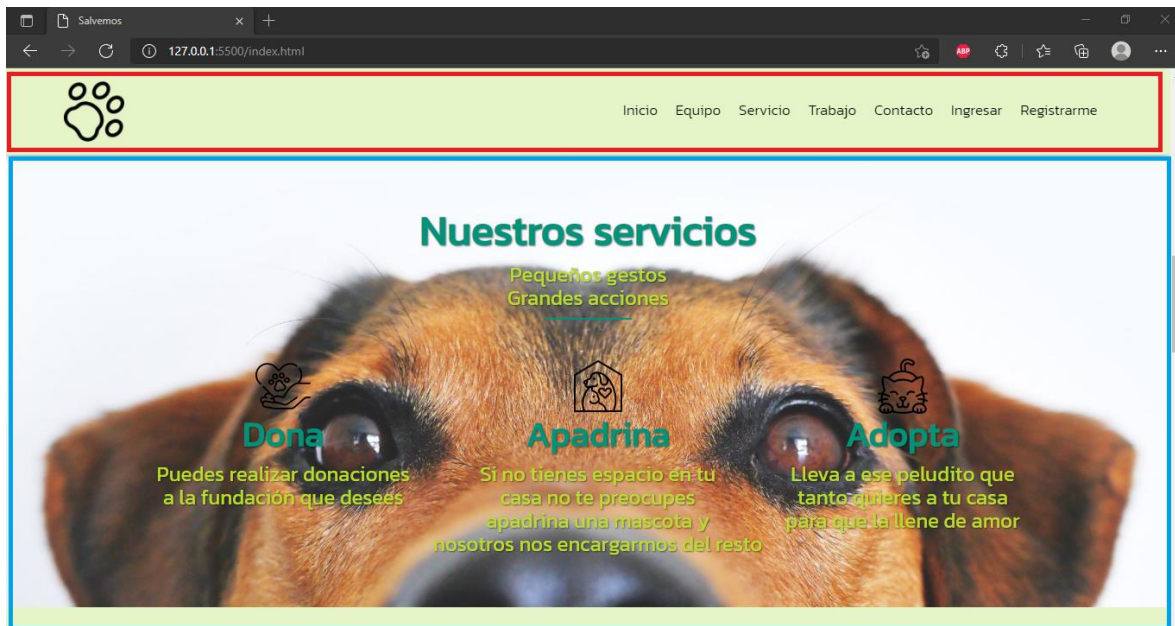 Salvemos
127.0.0.1:5500/index.html
ABP
Inicio Equipo Servicio Trabajo Contacto Ingresar Registrarme
Nuestros servicios
Pequeños gestos
Grandes acciones
Dona
Puedes realizar donaciones
a la fundación que desees
Apadrina
Si no tienes espacio en tu
casa no te preocupes
apadrina una mascota y
nosotros nos encargarmos del resto
Adopta
Lleva a ese peludito que
tanto quieres a tu casa
para que la llene de amor